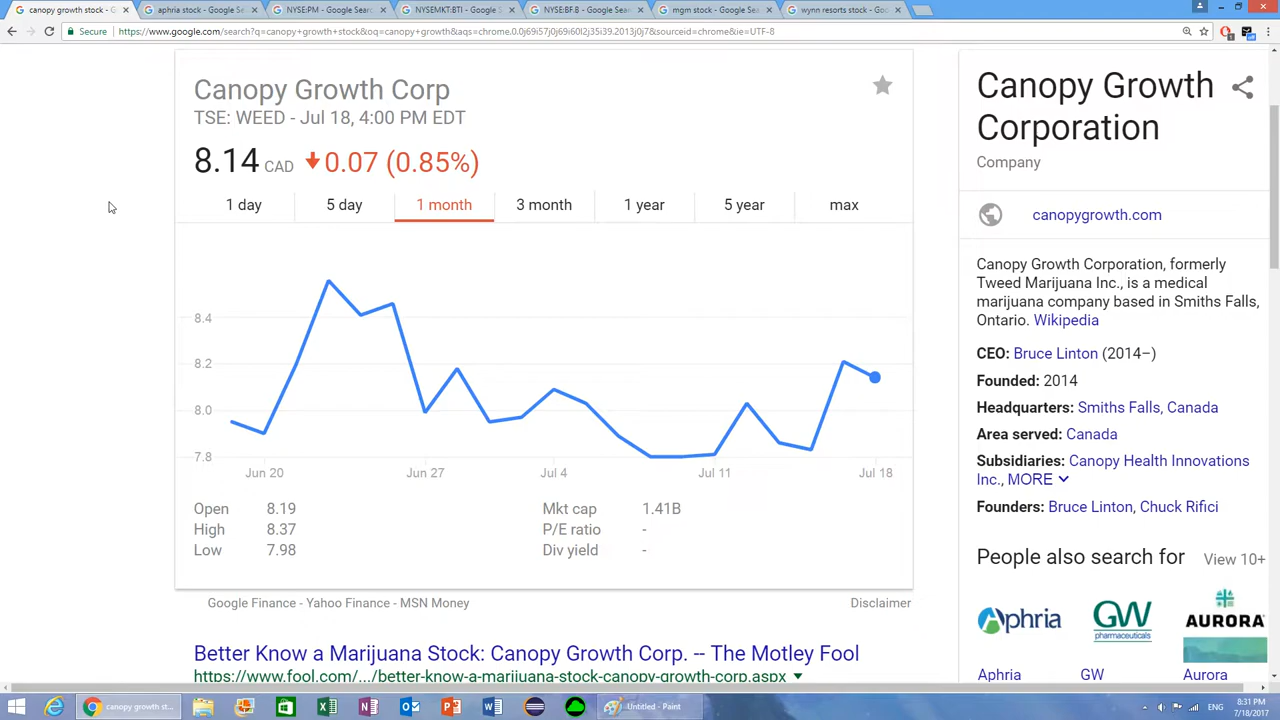 canopy growth stock - G
aphria stock - Google Se
NYSE:PM - Google Searc
NYSEMKT:BTI - Google S
NYSE:BF.B - Google Sear
mgm stock - Google Sear
wynn resorts stock - Goo
Secure
https://www.google.com/search?q=canopy+growth+stock&oq=canopy+growth&aqs=chrome.0.0j69i57j0j69i60l2j35i39.2013j0j7&sourceid=chrome&ie=UTF-8
Canopy Growth Corp
TSE: WEED - Jul 18, 4:00 PM EDT
8.14 CAD 0.07 (0.85%)
1 day 5 day 1 month 3 month 1 year 5 year max
8.4
8.2
8.0
7.8
Jun 20 Jun 27 Jul 4 Jul 11 Jul 18
Open 8.19 Mkt cap 1.41B
High 8.37 P/E ratio -
Low 7.98 Div yield -
Google Finance - Yahoo Finance - MSN Money Disclaimer
Better Know a Marijuana Stock: Canopy Growth Corp. -- The Motley Fool
https://www.fool.com/.../better-know-a-marijuana-stock-canopy-growth-corp.aspx
Canopy Growth
Corporation
Company
canopygrowth.com
Canopy Growth Corporation, formerly
Tweed Marijuana Inc., is a medical
marijuana company based in Smiths Falls,
Ontario. Wikipedia
CEO: Bruce Linton (2014–)
Founded: 2014
Headquarters: Smiths Falls, Canada
Area served: Canada
Subsidiaries: Canopy Health Innovations
Inc., MORE
Founders: Bruce Linton, Chuck Rifici
People also search for View 10+
Aphria
GW
pharmaceuticals
AURORA
Aphria GW Aurora
canopy growth st...
Untitled - Paint
ENG
8:31 PM
7/18/2017